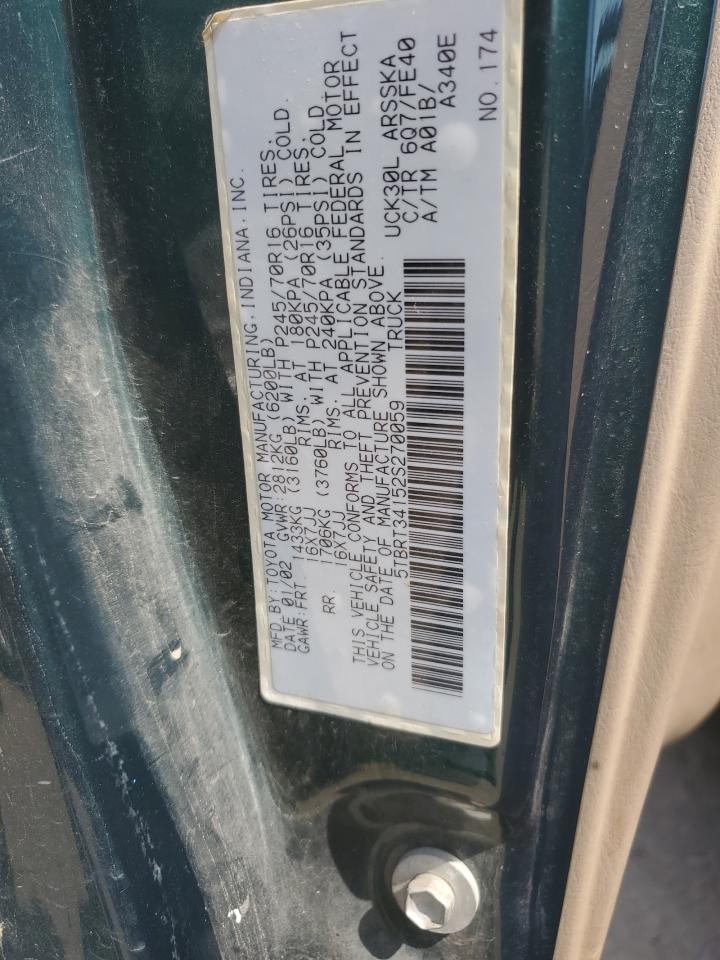 MFD.BY:TOYOTA MOTOR MANUFACTURING,INDIANA,INC.
DATE 01/02 GVWR:2812KG (6200LB)
GAWR:FRT. 1433KG (3160LB) WITH P245/70R16 TIRES.
16X7JJ RIMS. AT 180KPA (26PSI) COLD.
RR. 1706KG (3760LB) WITH P245/70R16 TIRES.
16X7JJ RIMS. AT 240KPA (35PSI) COLD.
THIS VEHICLE CONFORMS TO ALL APPLICABLE FEDERAL MOTOR
VEHICLE SAFETY AND THEFT PREVENTION STANDARDS IN EFFECT
ON THE DATE OF MANUFACTURE SHOWN ABOVE.
5TBRT34152S270059 TRUCK
UCK30L ARSSKA
C/TR 6Q7/FE40
A/TM A01B/
A340E
NO.174